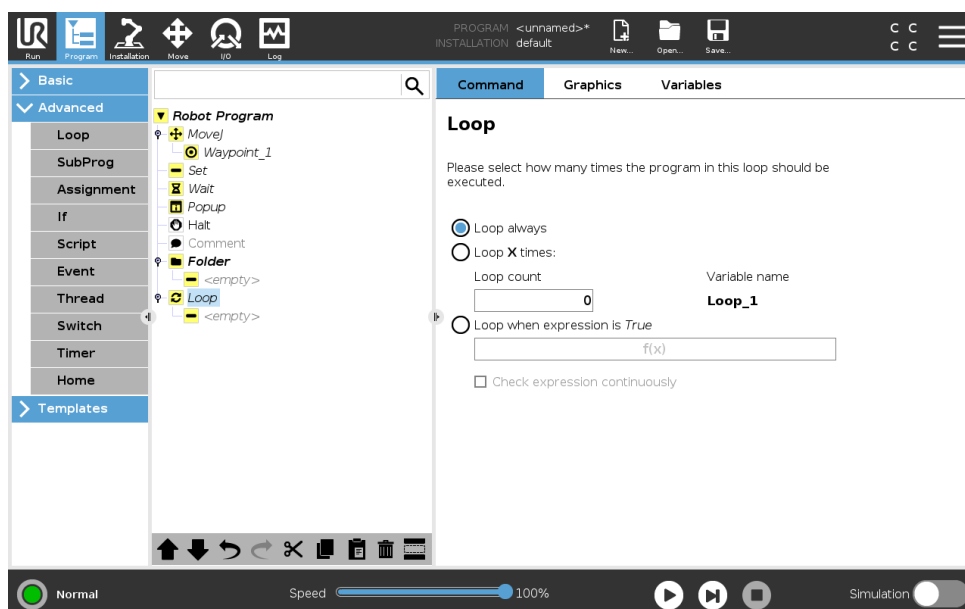 UR
Run
Program
Installation
Move
I/O
Log
PROGRAM <unnamed>*
INSTALLATION default
New...
Open...
Save...
C C
C C
Basic
Advanced
Loop
SubProg
Assignment
If
Script
Event
Thread
Switch
Timer
Home
Templates
Robot Program
MoveJ
Waypoint_1
Set
Wait
Popup
Halt
Comment
Folder
<empty>
Loop
<empty>
Command Graphics Variables
Loop
Please select how many times the program in this loop should be
executed.
Loop always
Loop X times:
Loop count Variable name
0 Loop_1
Loop when expression is True
f(x)
Check expression continuously
Normal
Speed 100%
Simulation